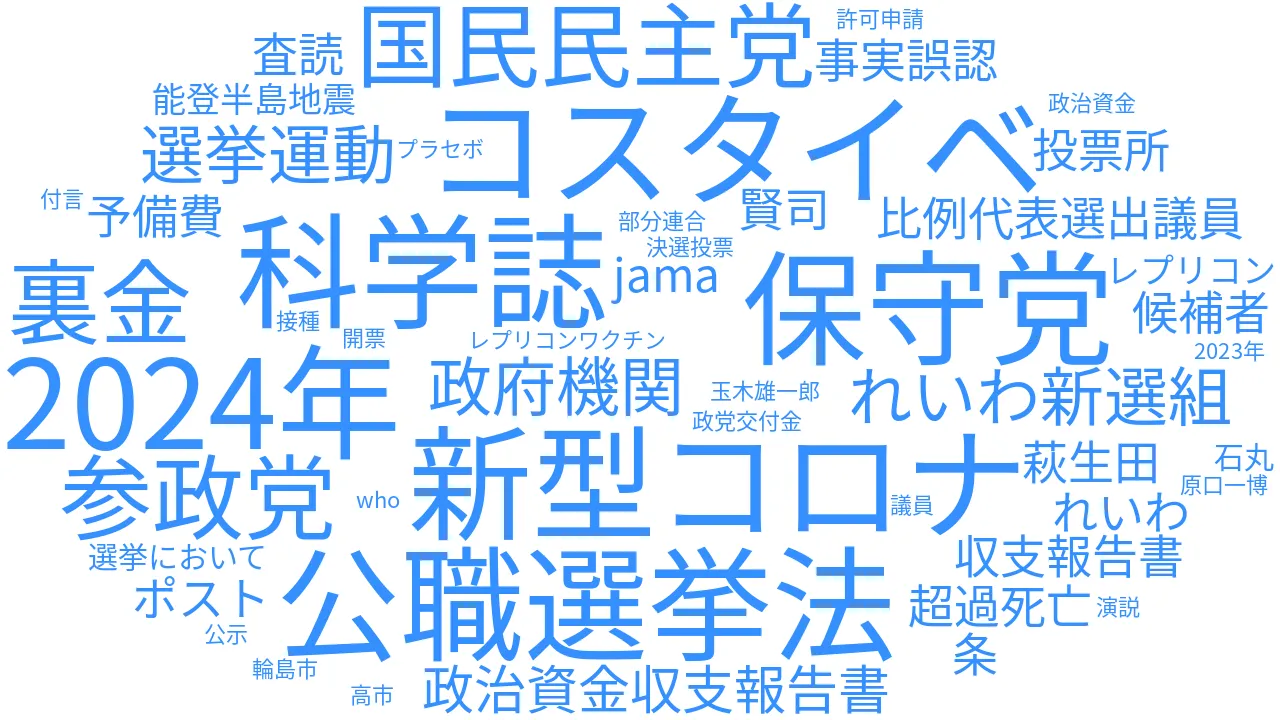 許可申請
国民民主党
査読
事実誤認
能登半島地震
コスタイベ
政治資金
選挙運動
プラセボ
投票所
付言
予備費
賢司
比例代表選出議員
科学誌
部分連合
決選投票
jama
保守党
レプリコン
裏金
候補者
接種
開票
レプリコンワクチン
2023年
2024年
政府機関
玉木雄一郎
れいわ新選組
政党交付金
参政党
新型コロナ
萩生田
石丸
原口一博
who
議員
れいわ
選挙において
公職選挙法
収支報告書
ポスト
超過死亡
演説
公示
条
輪島市
政治資金収支報告書
高市